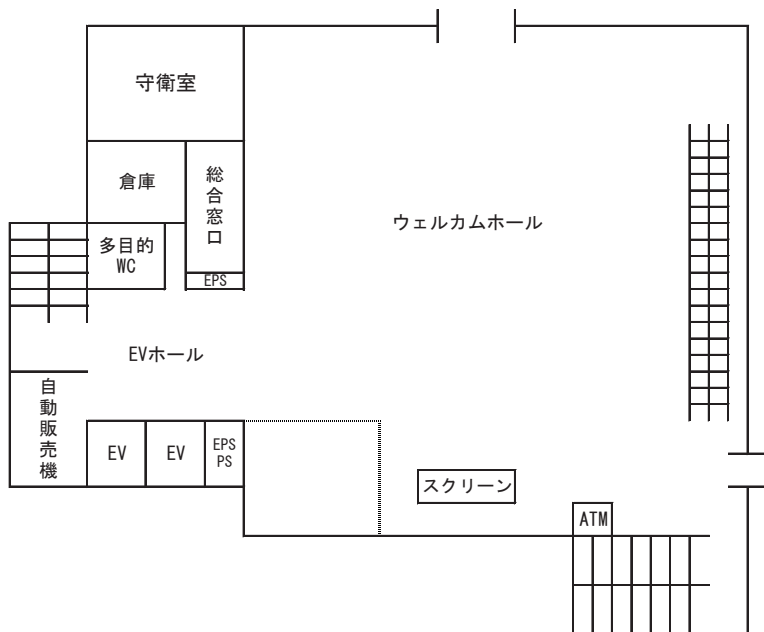 守衛室
倉庫
総合窓口
ウェルカムホール
多目的
WC
EPS
EVホール
自動販売機
EV
EV
EPS
PS
スクリーン
ATM